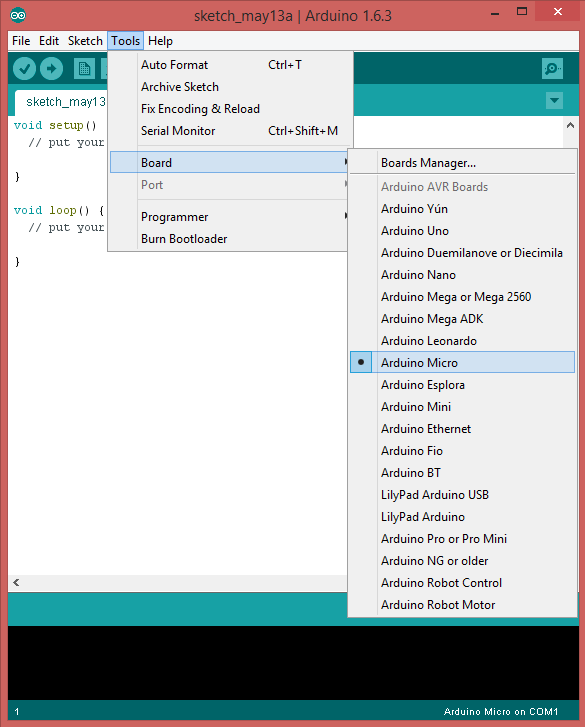 sketch_may13a | Arduino 1.6.3
File Edit Sketch Tools Help
sketch_may13
void setup()
// put your
}
void loop() {
// put your
}
Auto Format Ctrl+T
Archive Sketch
Fix Encoding & Reload
Serial Monitor Ctrl+Shift+M
Board
Port
Programmer
Burn Bootloader
Boards Manager...
Arduino AVR Boards
Arduino Yún
Arduino Uno
Arduino Duemilanove or Diecimila
Arduino Nano
Arduino Mega or Mega 2560
Arduino Mega ADK
Arduino Leonardo
Arduino Micro
Arduino Esplora
Arduino Mini
Arduino Ethernet
Arduino Fio
Arduino BT
LilyPad Arduino USB
LilyPad Arduino
Arduino Pro or Pro Mini
Arduino NG or older
Arduino Robot Control
Arduino Robot Motor
1 Arduino Micro on COM1